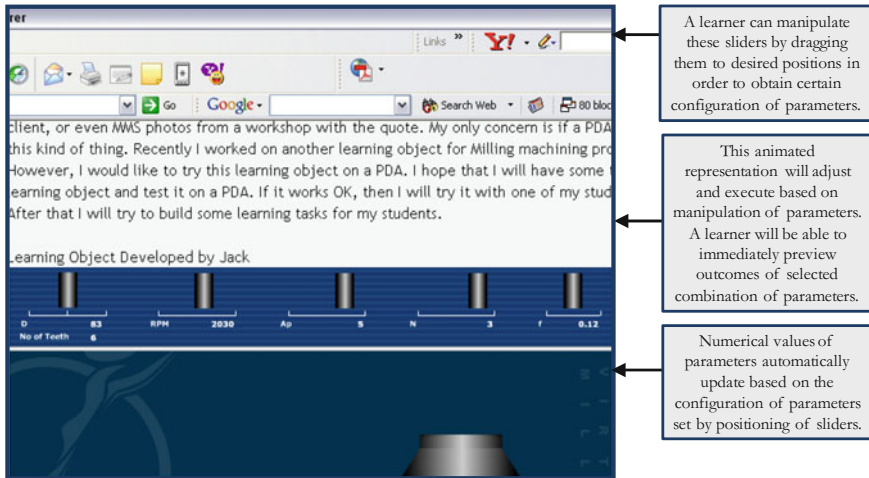 rer
Links »
Y!
Go Google Search Web 80 bloc
client, or even MMS photos from a workshop with the quote. My only concern is if a PDA
this kind of thing. Recently I worked on another learning object for Milling machining pro
However, I would like to try this learning object on a PDA. I hope that I will have some
earning object and test it on a PDA. If it works OK, then I will try it with one of my stud
After that I will try to build some learning tasks for my students.
Learning Object Developed by Jack
D 83 RPM 2030 Ap 5 N 3 f 0.12
No of Teeth 6
V I R T
M I L L
A learner can manipulate
these sliders by dragging
them to desired positions in
order to obtain certain
configuration of parameters.
This animated
representation will adjust
and execute based on
manipulation of parameters.
A learner will be able to
immediately preview
outcomes of selected
combination of parameters.
Numerical values of
parameters automatically
update based on the
configuration of parameters
set by positioning of sliders.